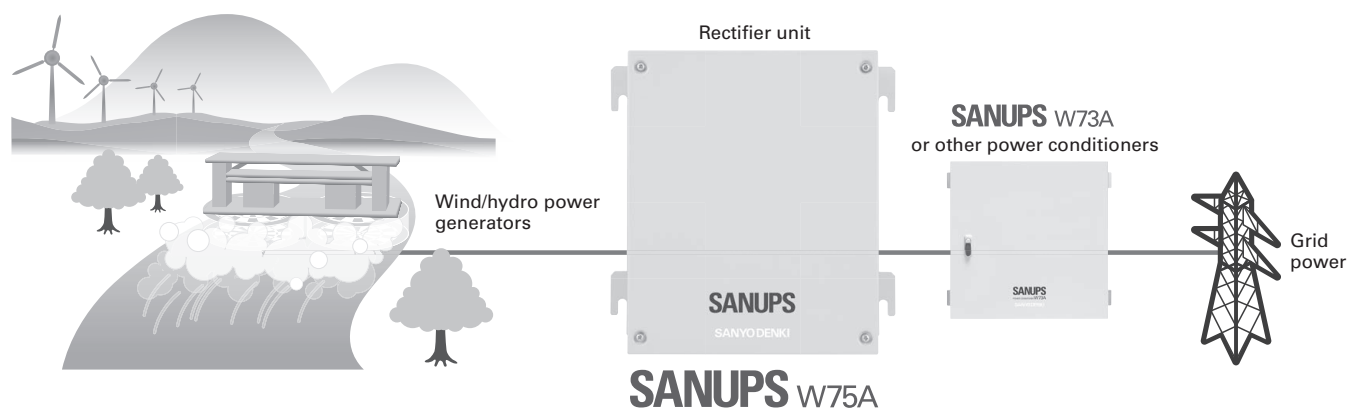 Rectifier unit
SANUPS W73A
or other power conditioners
Wind/hydro power
generators
Grid
power
SANUPS
SANYO DENKI
SANUPS
W73A
SANUPS W75A